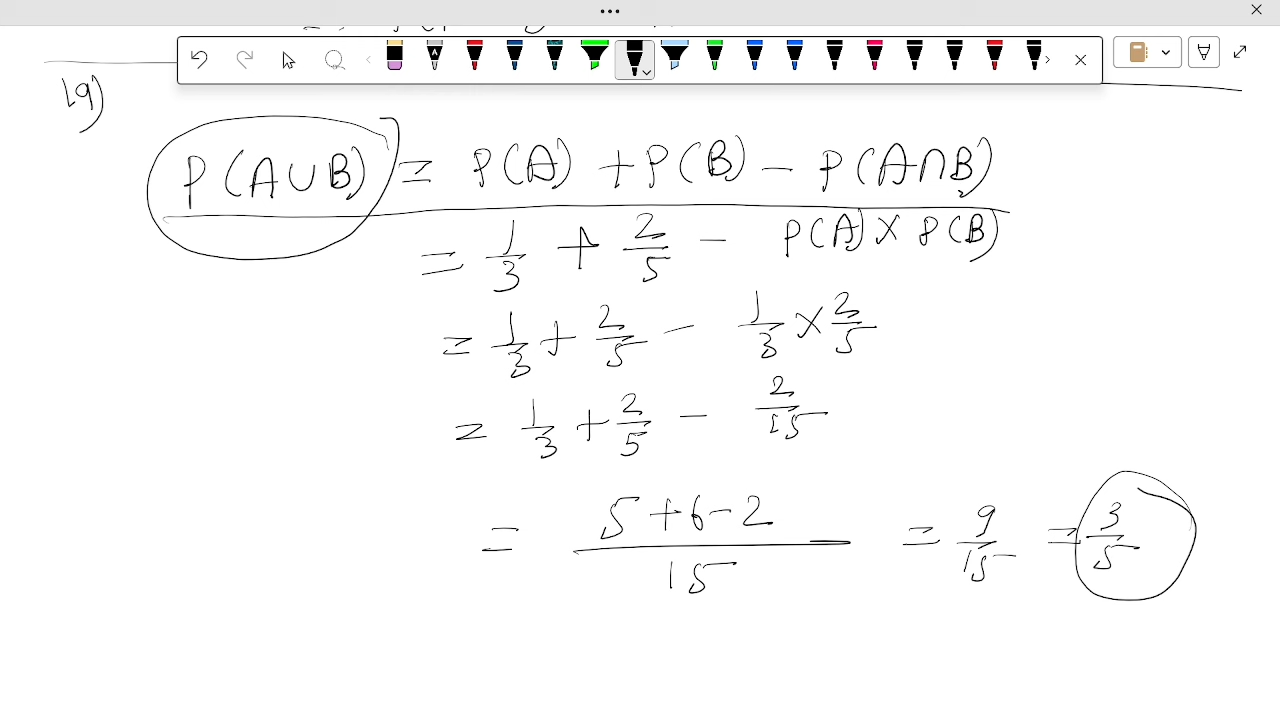 19)
P(A∪B) = P(A) + P(B) - P(A∩B)
= 1/3 + 2/5 - P(A) × P(B)
= 1/3 + 2/5 - 1/3 × 2/5
= 1/3 + 2/5 - 2/15
= 5+6-2/15 = 9/15 = 3/5